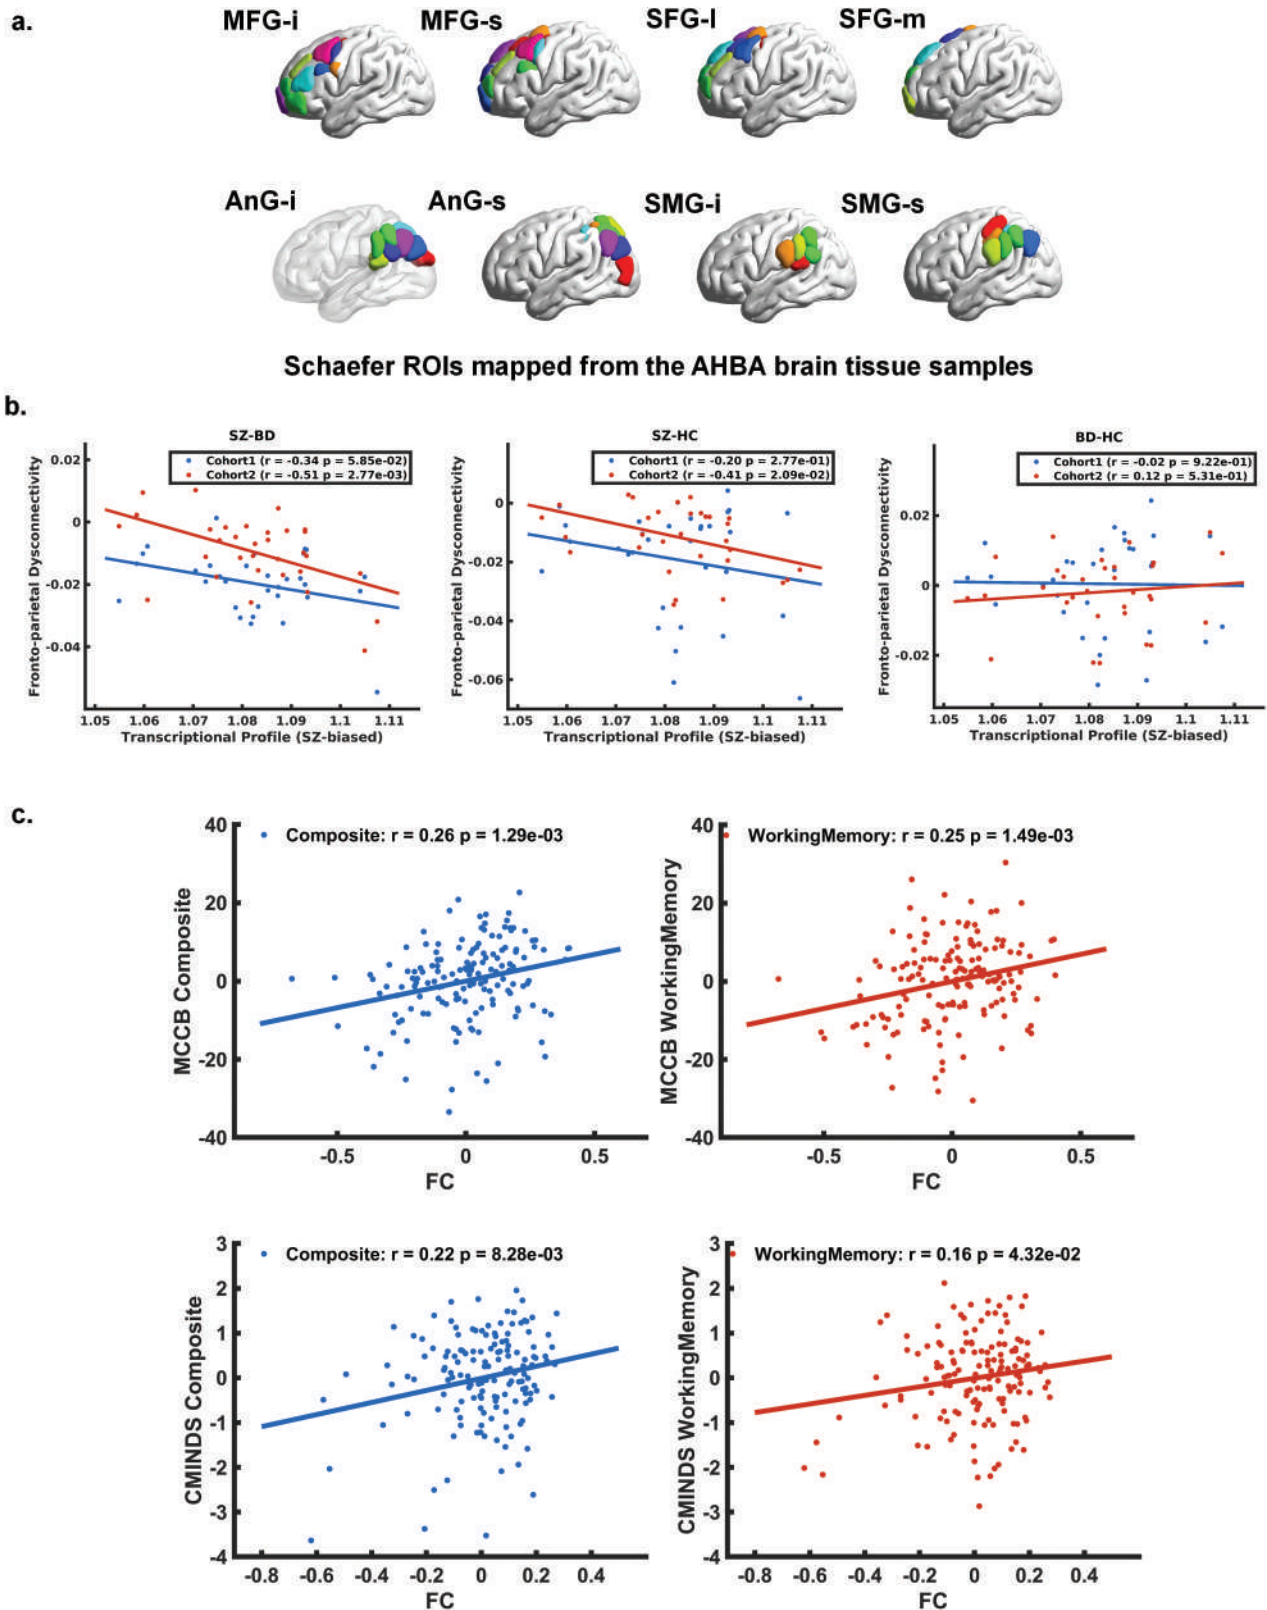 a.
MFG-i MFG-s SFG-l SFG-m
AnG-i AnG-s SMG-i SMG-s
Schaefer ROIs mapped from the AHBA brain tissue samples
b.
SZ-BD
Cohort1 (r = -0.34 p = 5.85e-02)
Cohort2 (r = -0.51 p = 2.77e-03)
Fronto-parietal Dysconnectivity
0.02
0
-0.02
-0.04
1.05 1.06 1.07 1.08 1.09 1.1 1.11
Transcriptional Profile (SZ-biased)
SZ-HC
Cohort1 (r = -0.20 p = 2.77e-01)
Cohort2 (r = -0.41 p = 2.09e-02)
Fronto-parietal Dysconnectivity
0
-0.02
-0.04
-0.06
1.05 1.06 1.07 1.08 1.09 1.1 1.11
Transcriptional Profile (SZ-biased)
BD-HC
Cohort1 (r = -0.02 p = 9.22e-01)
Cohort2 (r = 0.12 p = 5.31e-01)
Fronto-parietal Dysconnectivity
0.02
0
-0.02
1.05 1.06 1.07 1.08 1.09 1.1 1.11
Transcriptional Profile (SZ-biased)
c.
Composite: r = 0.26 p = 1.29e-03
MCCB Composite
40
20
0
-20
-40
-0.5 0 0.5
FC
WorkingMemory: r = 0.25 p = 1.49e-03
MCCB WorkingMemory
40
20
0
-20
-40
-0.5 0 0.5
FC
Composite: r = 0.22 p = 8.28e-03
CMINDS Composite
3
2
1
0
-1
-2
-3
-4
-0.8 -0.6 -0.4 -0.2 0 0.2 0.4
FC
WorkingMemory: r = 0.16 p = 4.32e-02
CMINDS WorkingMemory
3
2
1
0
-1
-2
-3
-4
-0.8 -0.6 -0.4 -0.2 0 0.2 0.4
FC